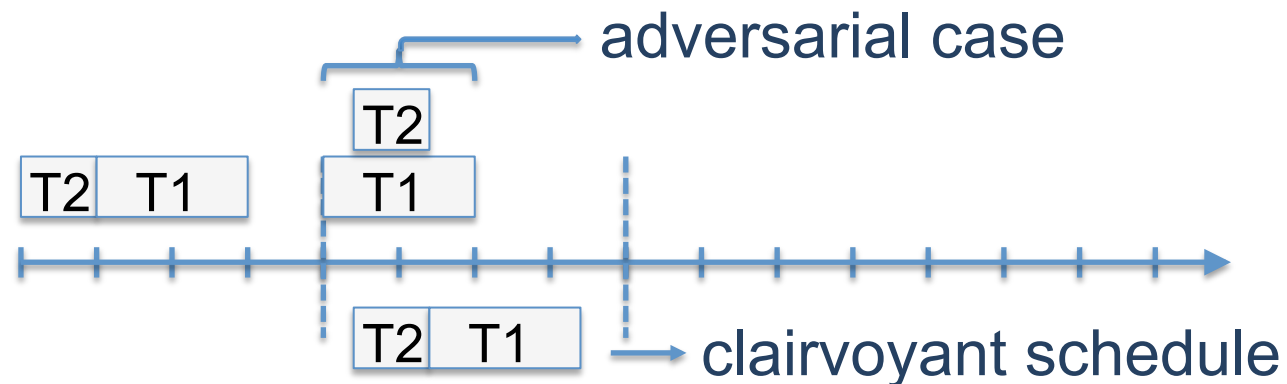 adversarial case
T2
T2 T1 T1
T2 T1
clairvoyant schedule